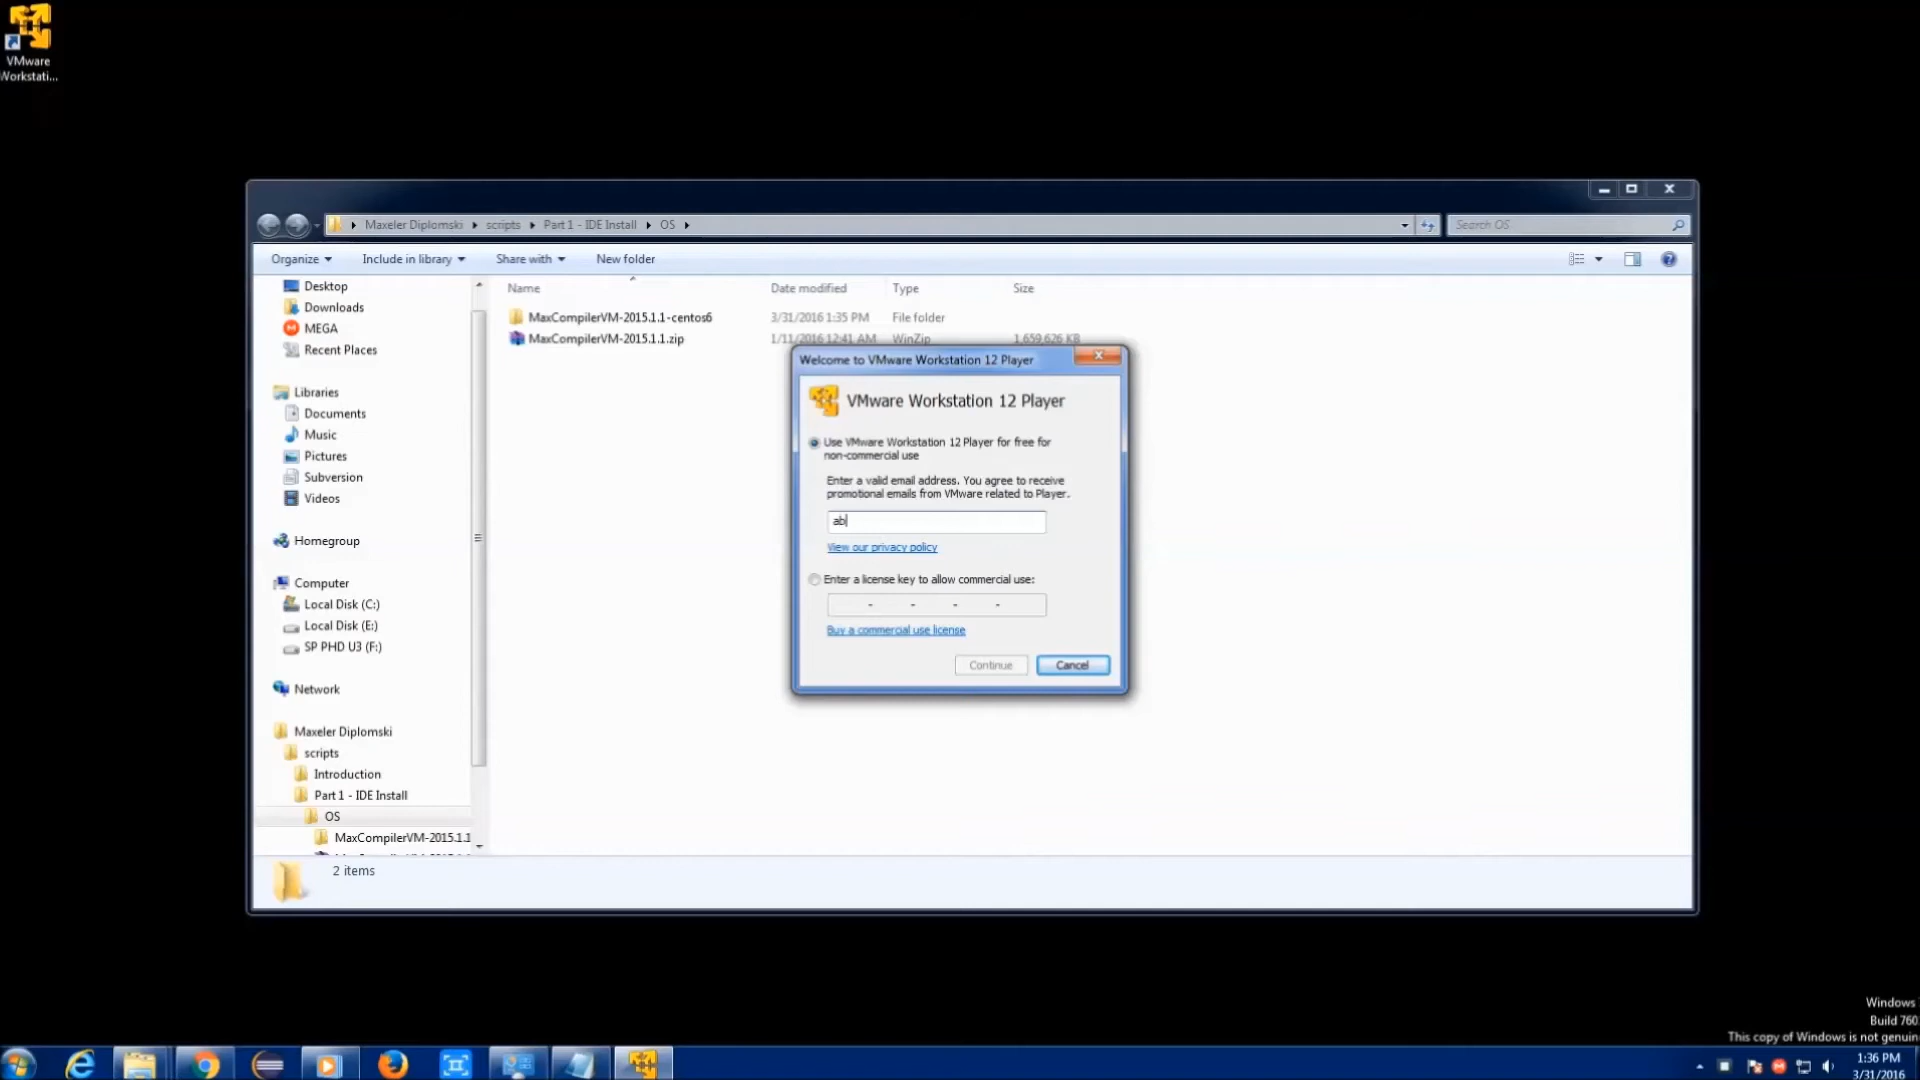 VMware
Workstati...
Maxeler Diplomski
scripts
Part 1 - IDE Install
OS
Search OS
Organize
Include in library
Share with
New folder
Name
Date modified
Type
Size
MaxCompilerVM-2015.1.1-centos6
3/31/2016 1:35 PM
File folder
MaxCompilerVM-2015.1.1.zip
1/11/2016 12:41 AM
WinZip
1,659,626 KB
Desktop
Downloads
MEGA
Recent Places
Libraries
Documents
Music
Pictures
Subversion
Videos
Homegroup
Computer
Local Disk (C:)
Local Disk (E:)
SP PHD U3 (F:)
Network
Maxeler Diplomski
scripts
Introduction
Part 1 - IDE Install
OS
MaxCompilerVM-2015.1.1
2 items
Welcome to VMware Workstation 12 Player
VMware Workstation 12 Player
Use VMware Workstation 12 Player for free for
non-commercial use
Enter a valid email address. You agree to receive
promotional emails from VMware related to Player.
ab
View our privacy policy
Enter a license key to allow commercial use:
- - - -
Buy a commercial use license
Continue
Cancel
Windows
Build 760
This copy of Windows is not genuin
1:36 PM
3/31/2016